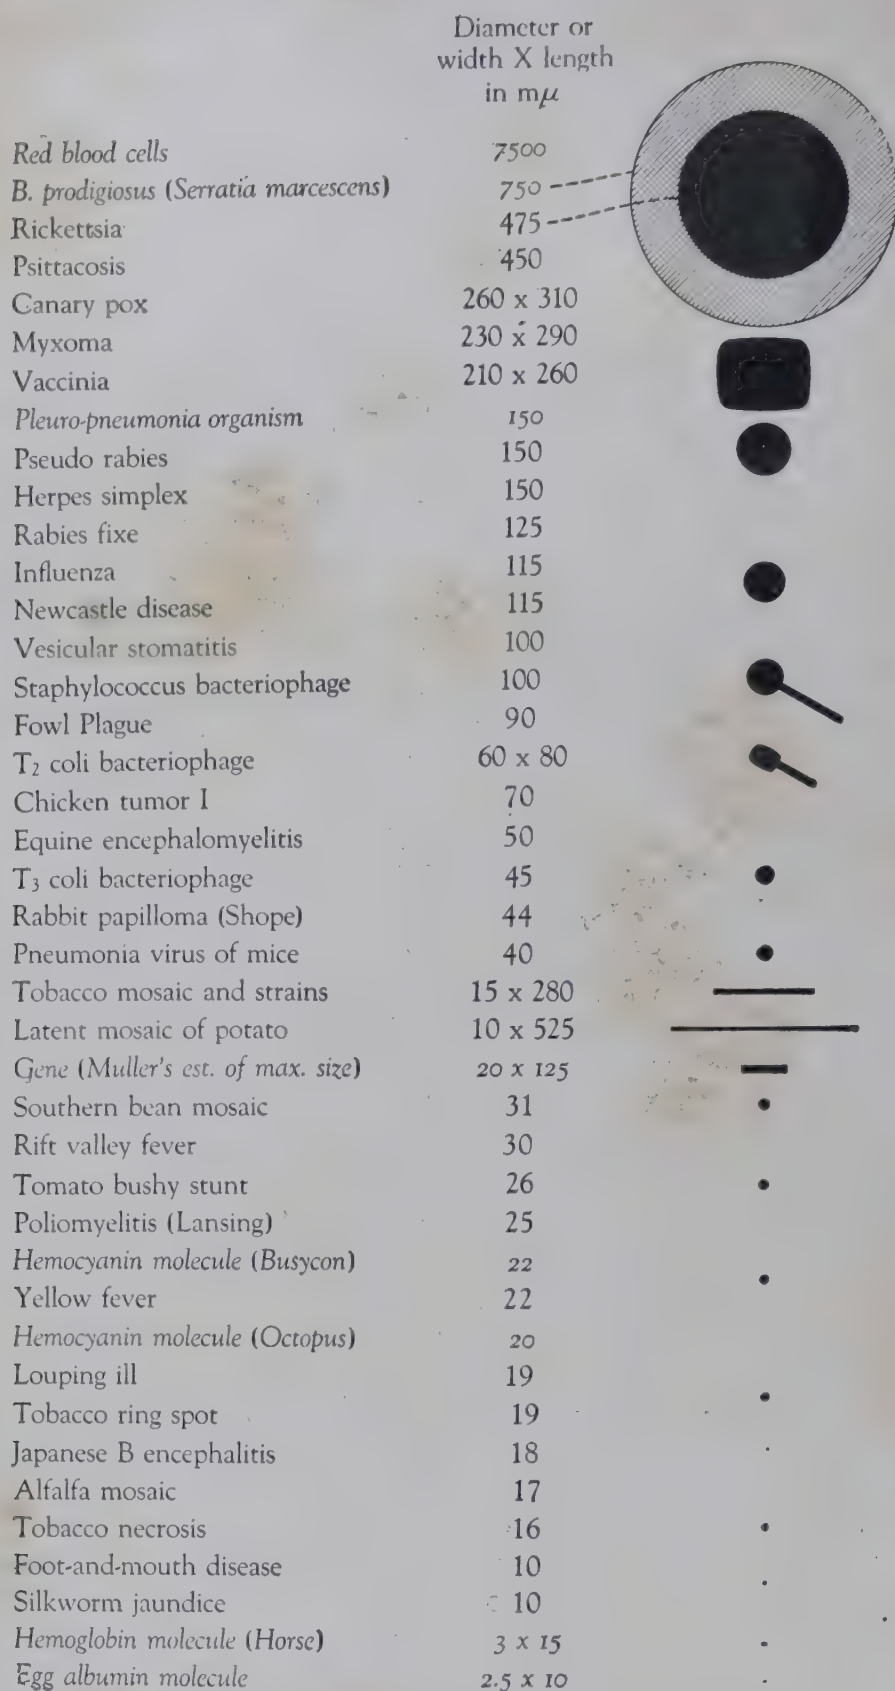 Diameter or
width X length
in mμ
Red blood cells 7500
B. prodigiosus (Serratia marcescens) 750
Rickettsia 475
Psittacosis 450
Canary pox 260 x 310
Myxoma 230 x 290
Vaccinia 210 x 260
Pleuro-pneumonia organism 150
Pseudo rabies 150
Herpes simplex 150
Rabies fixe 125
Influenza 115
Newcastle disease 115
Vesicular stomatitis 100
Staphylococcus bacteriophage 100
Fowl Plague 90
T2 coli bacteriophage 60 x 80
Chicken tumor I 70
Equine encephalomyelitis 50
T3 coli bacteriophage 45
Rabbit papilloma (Shope) 44
Pneumonia virus of mice 40
Tobacco mosaic and strains 15 x 280
Latent mosaic of potato 10 x 525
Gene (Muller's est. of max. size) 20 x 125
Southern bean mosaic 31
Rift valley fever 30
Tomato bushy stunt 26
Poliomyelitis (Lansing) 25
Hemocyanin molecule (Busycon) 22
Yellow fever 22
Hemocyanin molecule (Octopus) 20
Louping ill 19
Tobacco ring spot 19
Japanese B encephalitis 18
Alfalfa mosaic 17
Tobacco necrosis 16
Foot-and-mouth disease 10
Silkworm jaundice 10
Hemoglobin molecule (Horse) 3 x 15
Egg albumin molecule 2.5 x 10